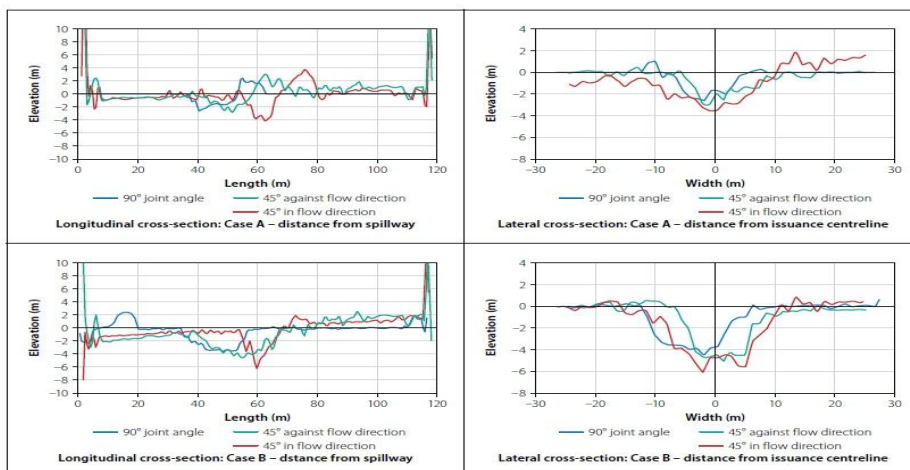 10
8
6
4
2
0
–2
–4
–6
–8
–10
Elevation (m)
0 20 40 60 80 100 120
Length (m)
90° joint angle 45° against flow direction
45° in flow direction
Longitudinal cross-section: Case A – distance from spillway
4
2
0
–2
–4
–6
–8
Elevation (m)
–30 –20 –10 0 10 20 30
Width (m)
90° joint angle 45° against flow direction
45° in flow direction
Lateral cross-section: Case A – distance from issuance centreline
10
8
6
4
2
0
–2
–4
–6
–8
–10
Elevation (m)
0 20 40 60 80 100 120
Length (m)
90° joint angle 45° against flow direction
45° in flow direction
Longitudinal cross-section: Case B – dstance from spillway
4
2
0
–2
–4
–6
–8
Elevation (m)
–30 –20 –10 0 10 20 30
Width (m)
90° joint angle 45° against flow direction
45° in flow direction
Lateral cross-section: Case B – distance from issuance centreline